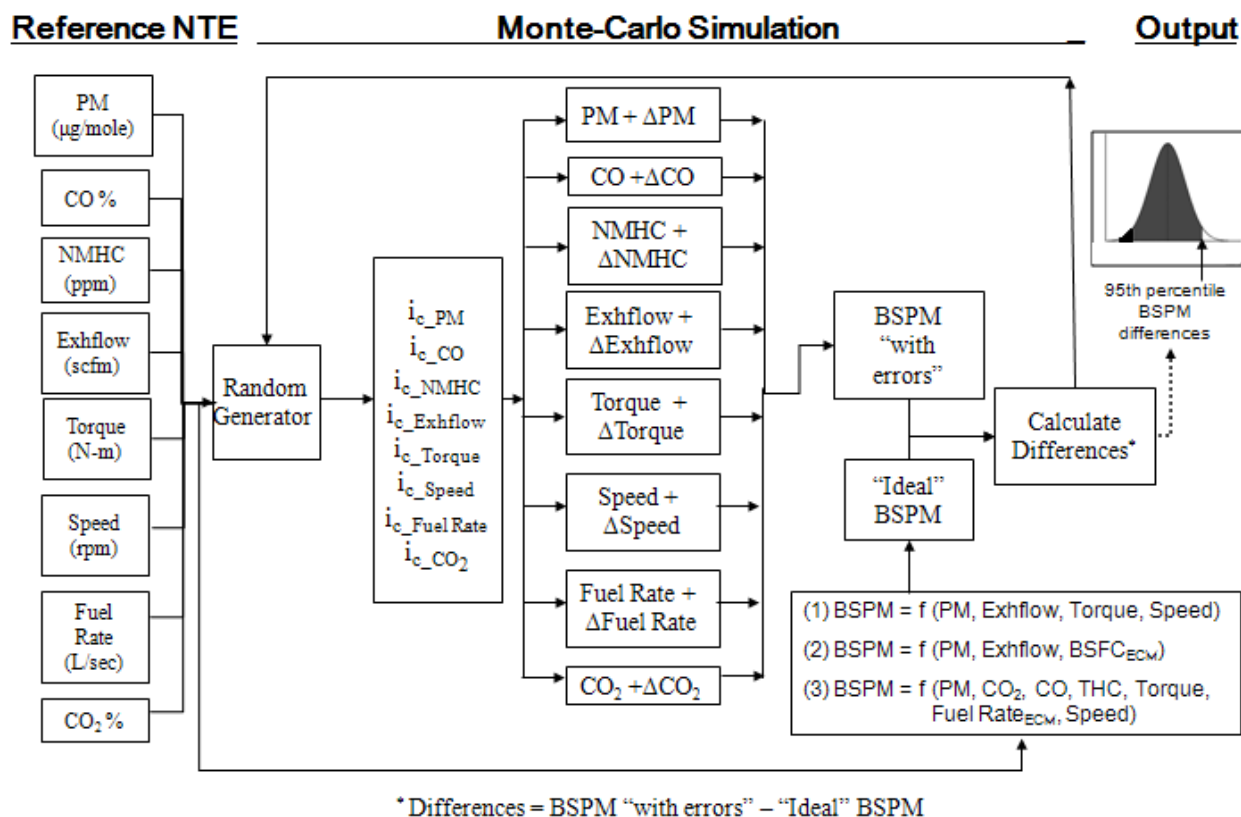 Reference NTE
Monte-Carlo Simulation
Output
PM
(µg/mole)
CO %
NMHC
(ppm)
Exhflow
(scfm)
Torque
(N-m)
Speed
(rpm)
Fuel
Rate
(L/sec)
CO₂ %
Random
Generator
i_c_PM
i_c_CO
i_c_NMHC
i_c_Exhflow
i_c_Torque
i_c_Speed
i_c_Fuel Rate
i_c_CO₂
PM + ΔPM
CO +ΔCO
NMHC +
ΔNMHC
Exhflow +
ΔExhflow
Torque +
ΔTorque
Speed +
ΔSpeed
Fuel Rate +
ΔFuel Rate
CO₂ +ΔCO₂
BSPM
“with
errors”
“Ideal”
BSPM
Calculate
Differences*
95th percentile
BSPM
differences
(1) BSPM = f (PM, Exhflow, Torque, Speed)
(2) BSPM = f (PM, Exhflow, BSFC_ECM)
(3) BSPM = f (PM, CO₂, CO, THC, Torque,
Fuel Rate_ECM, Speed)
* Differences = BSPM “with errors” – “Ideal” BSPM